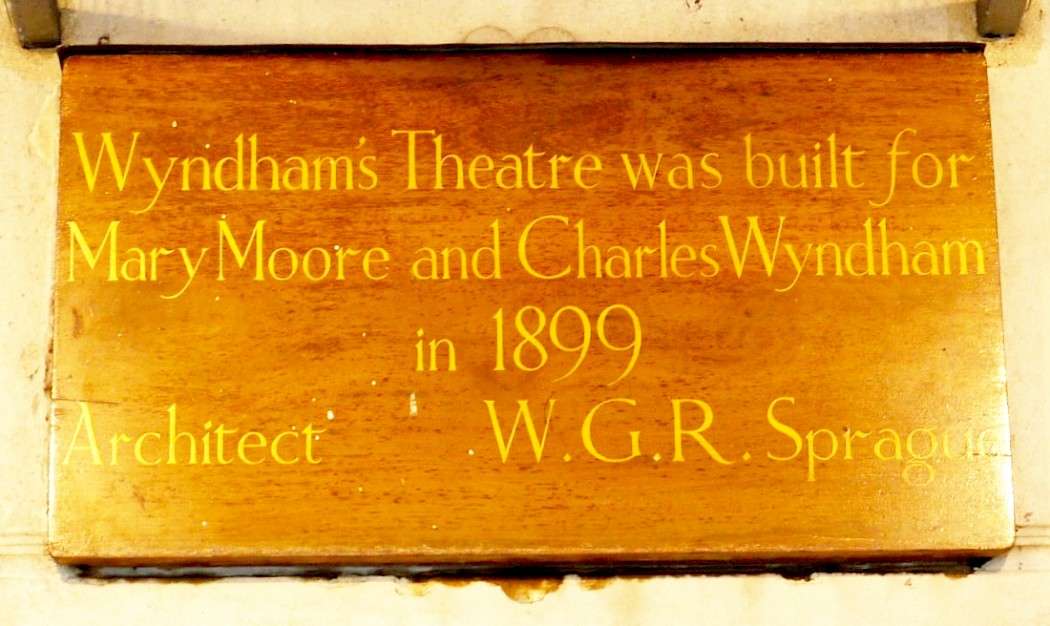 Wyndham's Theatre was built for
Mary Moore and Charles Wyndham
in 1899
Architect W.G.R. Sprague